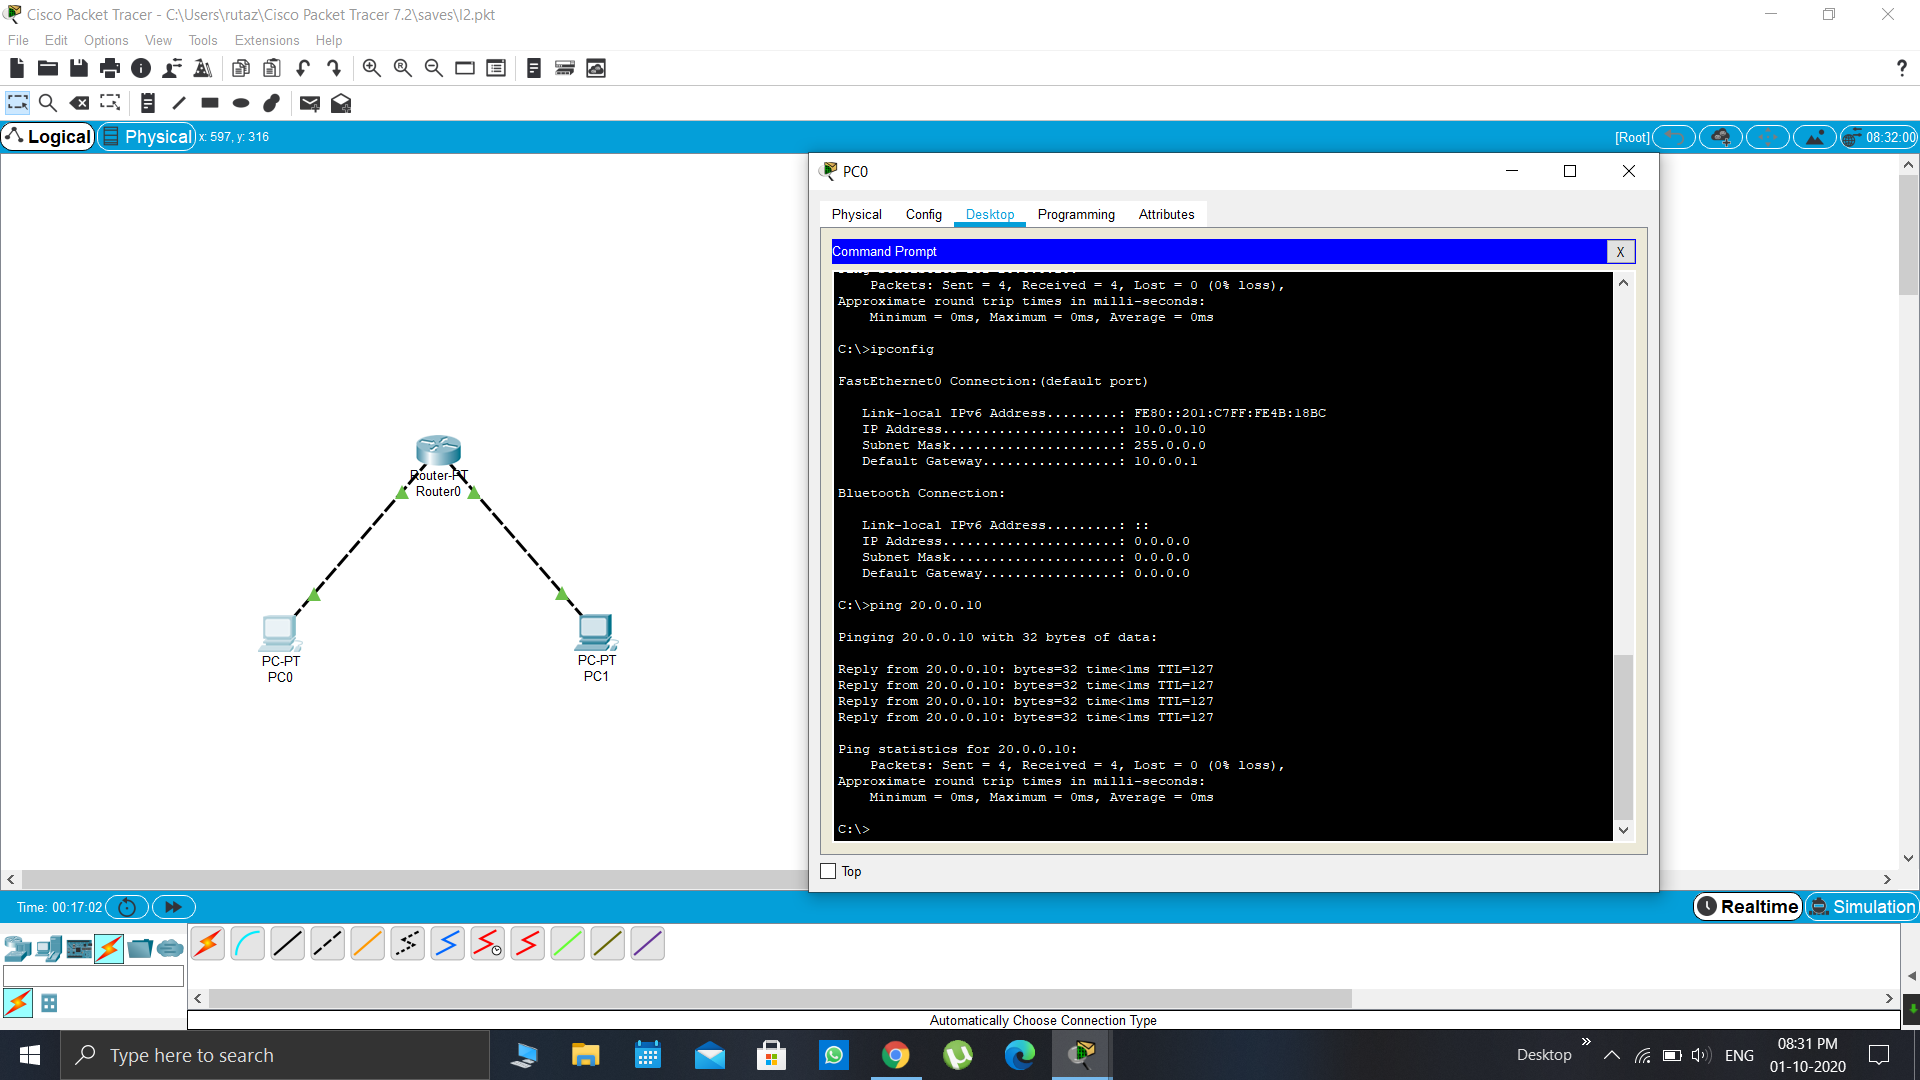 Cisco Packet Tracer - C:\Users\rutaz\Cisco Packet Tracer 7.2\saves\l2.pkt
File Edit Options View Tools Extensions Help
?
Logical Physical x: 597, y: 316
[Root] 08:32:00
PC0
Physical Config Desktop Programming Attributes
Command Prompt
X
Packets: Sent = 4, Received = 4, Lost = 0 (0% loss),
Approximate round trip times in milli-seconds:
Minimum = 0ms, Maximum = 0ms, Average = 0ms
C:\>ipconfig
FastEthernet0 Connection:(default port)
Link-local IPv6 Address.........: FE80::201:C7FF:FE4B:18BC
IP Address......................: 10.0.0.10
Subnet Mask.....................: 255.0.0.0
Default Gateway.................: 10.0.0.1
Bluetooth Connection:
Link-local IPv6 Address.........: ::
IP Address......................: 0.0.0.0
Subnet Mask.....................: 0.0.0.0
Default Gateway.................: 0.0.0.0
C:\>ping 20.0.0.10
Pinging 20.0.0.10 with 32 bytes of data:
Reply from 20.0.0.10: bytes=32 time<1ms TTL=127
Reply from 20.0.0.10: bytes=32 time<1ms TTL=127
Reply from 20.0.0.10: bytes=32 time<1ms TTL=127
Reply from 20.0.0.10: bytes=32 time<1ms TTL=127
Ping statistics for 20.0.0.10:
Packets: Sent = 4, Received = 4, Lost = 0 (0% loss),
Approximate round trip times in milli-seconds:
Minimum = 0ms, Maximum = 0ms, Average = 0ms
C:\>
Top
Router-PT
Router0
PC-PT
PC0
PC-PT
PC1
Time: 00:17:02
Realtime Simulation
Automatically Choose Connection Type
Type here to search
Desktop
ENG
08:31 PM
01-10-2020